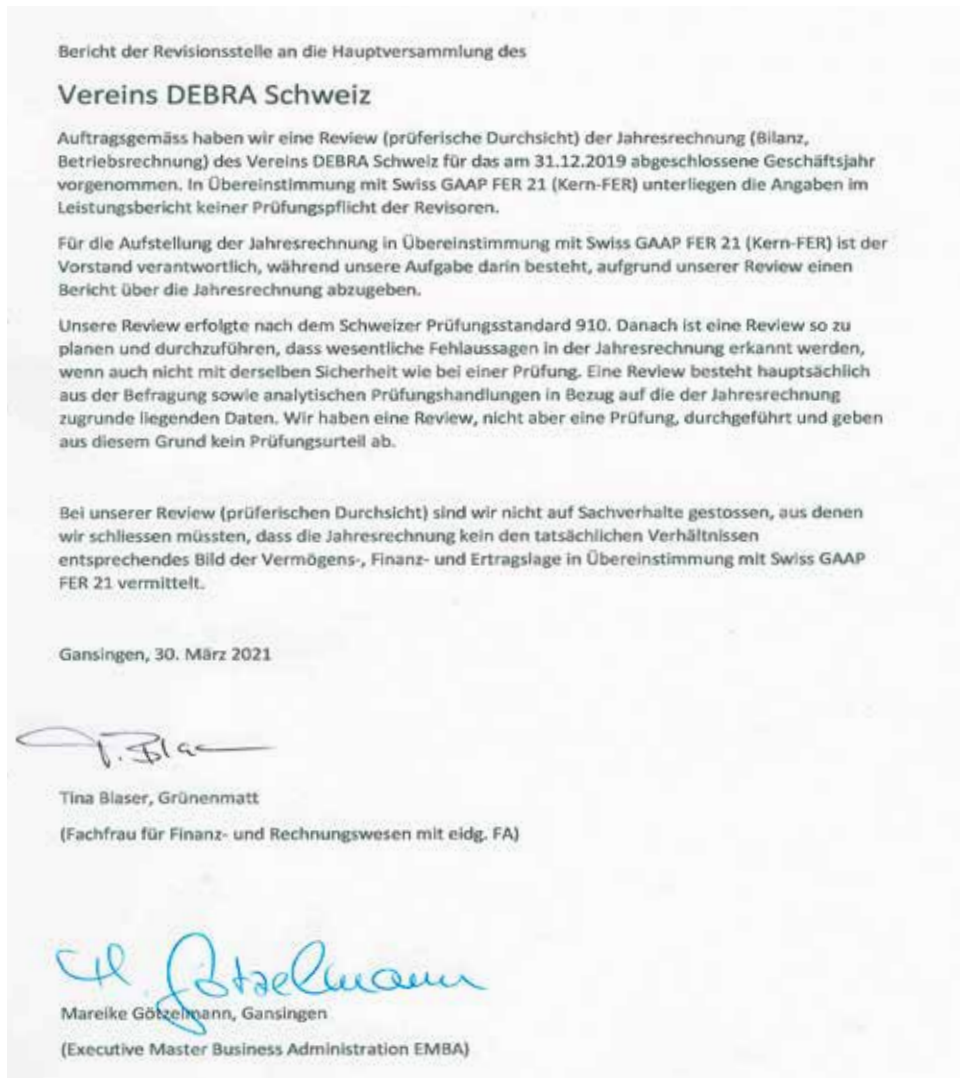 Bericht der Revisionsstelle an die Hauptversammlung des
Vereins DEBRA Schweiz
Auftragsgemäss haben wir eine Review (prüferische Durchsicht) der Jahresrechnung (Bilanz,
Betriebsrechnung) des Vereins DEBRA Schweiz für das am 31.12.2019 abgeschlossene Geschäftsjahr
vorgenommen. In Übereinstimmung mit Swiss GAAP FER 21 (Kern-FER) unterliegen die Angaben im
Leistungsbericht keiner Prüfungspflicht der Revisoren.
Für die Aufstellung der Jahresrechnung in Übereinstimmung mit Swiss GAAP FER 21 (Kern-FER) ist der
Vorstand verantwortlich, während unsere Aufgabe darin besteht, aufgrund unserer Review einen
Bericht über die Jahresrechnung abzugeben.
Unsere Review erfolgte nach dem Schweizer Prüfungsstandard 910. Danach ist eine Review so zu
planen und durchzuführen, dass wesentliche Fehlaussagen in der Jahresrechnung erkannt werden,
wenn auch nicht mit derselben Sicherheit wie bei einer Prüfung. Eine Review besteht hauptsächlich
aus der Befragung sowie analytischen Prüfungshandlungen in Bezug auf die der Jahresrechnung
zugrunde liegenden Daten. Wir haben eine Review, nicht aber eine Prüfung, durchgeführt und geben
aus diesem Grund kein Prüfungsurteil ab.
Bei unserer Review (prüferischen Durchsicht) sind wir nicht auf Sachverhalte gestossen, aus denen
wir schliessen müssten, dass die Jahresrechnung kein den tatsächlichen Verhältnissen
entsprechendes Bild der Vermögens-, Finanz- und Ertragslage in Übereinstimmung mit Swiss GAAP
FER 21 vermittelt.
Gansingen, 30. März 2021
T. Blaser
Tina Blaser, Grünenmatt
(Fachfrau für Finanz- und Rechnungswesen mit eidg. FA)
M. Götzelmann
Mareike Götzelmann, Gansingen
(Executive Master Business Administration EMBA)